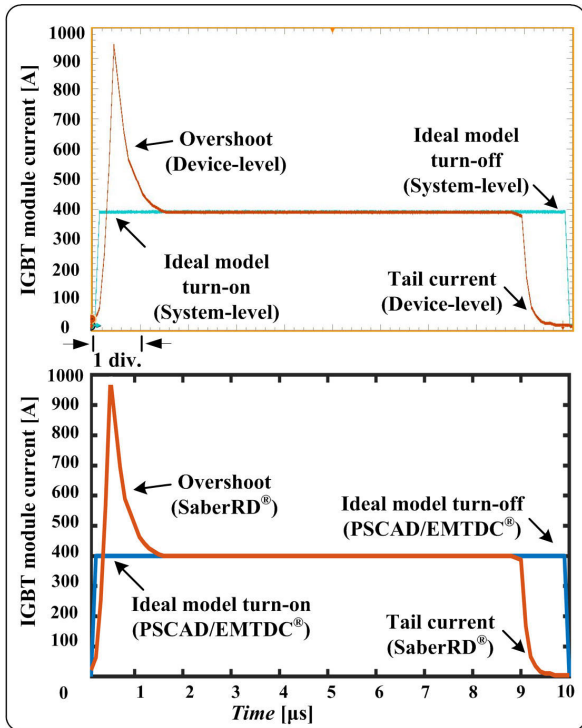 1000
900
800
700
600
500
400
300
200
100
0
IGBT module current [A]
Overshoot
(Device-level)
Ideal model
turn-off
(System-level)
Ideal model
turn-on
(System-level)
Tail current
(Device-level)
1 div.
1000
900
800
700
600
500
400
300
200
100
0
IGBT module current [A]
Overshoot
(SaberRD®)
Ideal model turn-off
(PSCAD/EMTDC®)
Ideal model turn-on
(PSCAD/EMTDC®)
Tail current
(SaberRD®)
1 2 3 4 5 6 7 8 9 10
Time [µs]